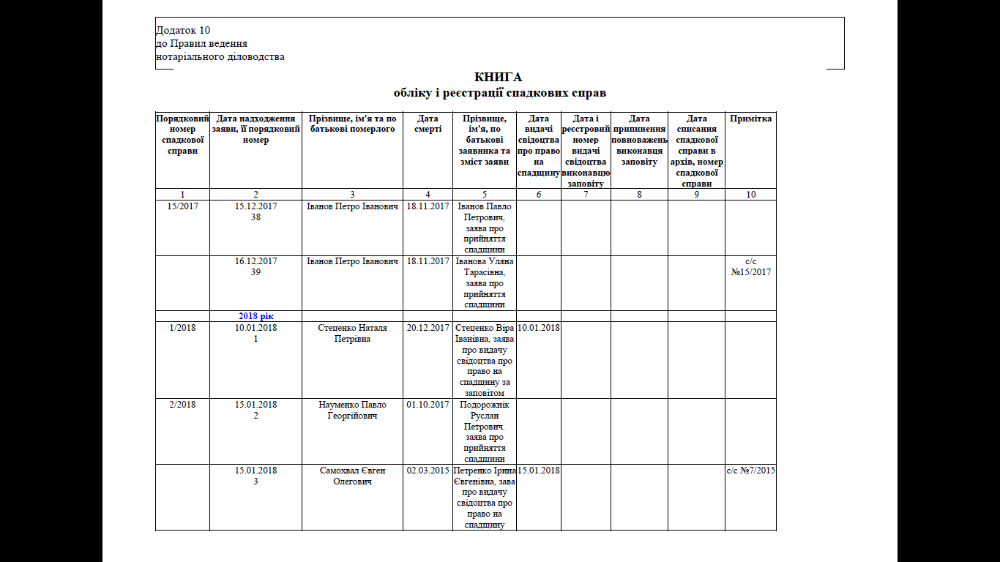 Додаток 10
до Правил ведення
нотаріального діловодства
КНИГА
обліку і реєстрації спадкових справ
Порядковий
номер
спадкової
справи
Дата надходження
заяви, її порядковий
номер
Прізвище, ім'я та по
батькові померлого
Дата
смерті
Прізвище,
ім'я, по
батькові
заявника та
зміст заяви
Дата
видачі
свідоцтва
про право
на
спадщину
Дата і
реєстровий
номер
видачі
свідоцтва
виконавцю
заповіту
Дата
припинення
повноважень
виконавця
заповіту
Дата
списання
спадкової
справи в
архів, номер
спадкової
справи
Примітка
1 2 3 4 5 6 7 8 9 10
15/2017
15.12.2017
38
Іванов Петро Іванович
18.11.2017
Іванов Павло
Петрович,
заява про
прийняття
спадщини
16.12.2017
39
Іванов Петро Іванович
18.11.2017
Іванова Уляна
Тарасівна,
заява про
прийняття
спадщини
с/с
№15/2017
2018 рік
1/2018
10.01.2018
1
Стеценко Наталя
Петрівна
20.12.2017
Стеценко Віра
Іванівна, заява
про видачу
свідоцтва про
право на
спадщину за
заповітом
10.01.2018
2/2018
15.01.2018
2
Науменко Павло
Георгійович
01.10.2017
Подорожнік
Руслан
Петрович.
заява про
прийняття
спадщини
15.01.2018
3
Самохвал Євген
Олегович
02.03.2015
Петренко Ірина
Євгенівна, зава
про видачу
свідоцтва про
право на
спадщину
15.01.2018
с/с №7/2015